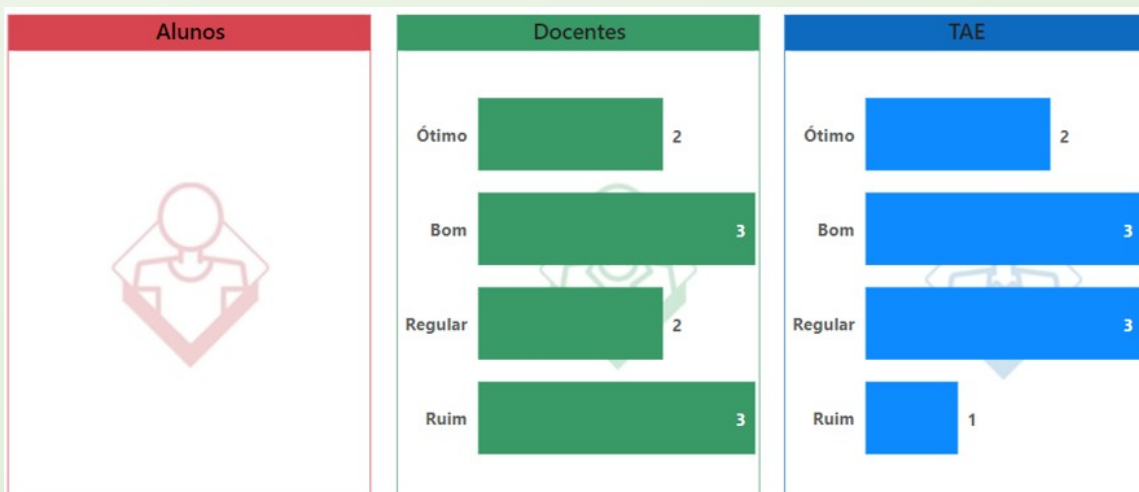 Alunos
Docentes
Ótimo 2
Bom 3
Regular 2
Ruim 3
TAE
Ótimo 2
Bom 3
Regular 3
Ruim 1